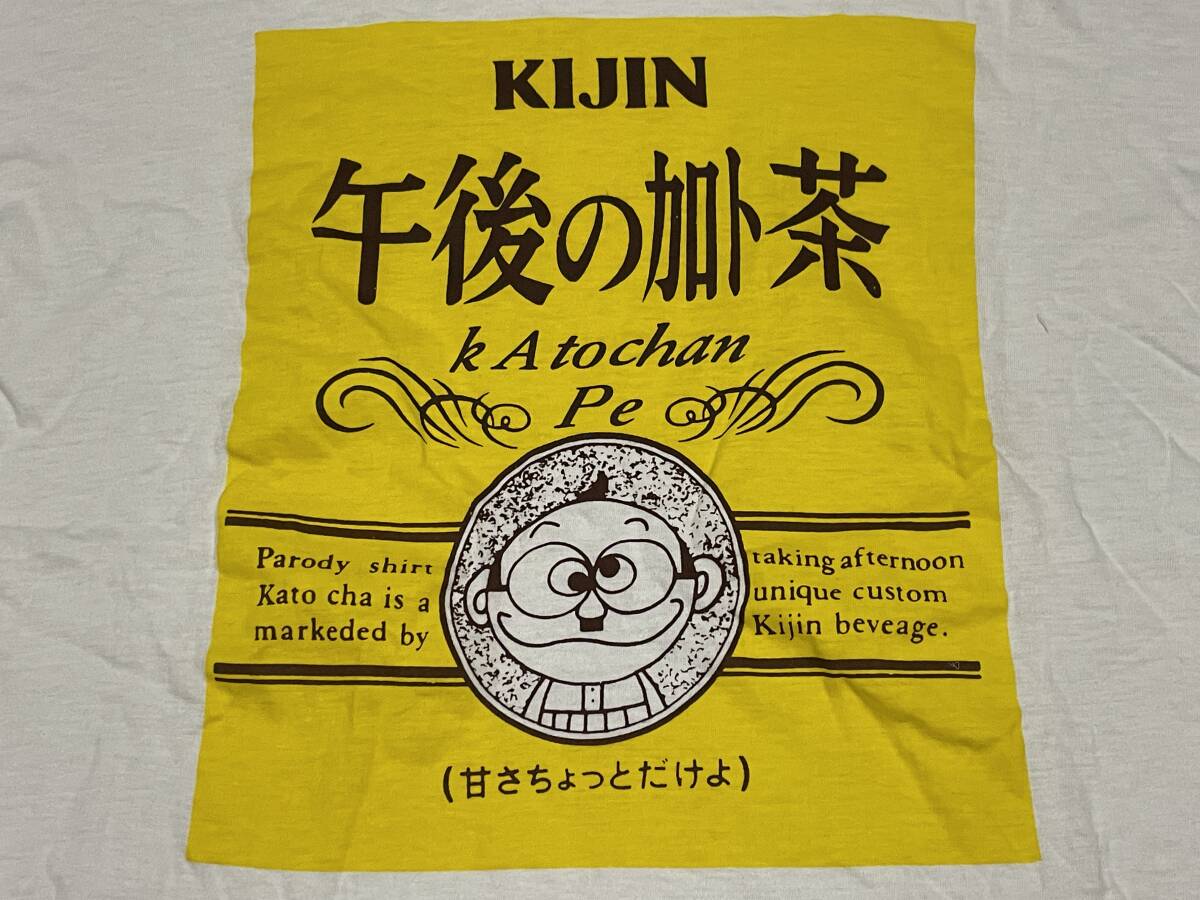 KIJIN
午後の加ト茶
kAtochan
Pe
Parody shirt
Kato cha is a
markeded by
taking afternoon
unique custom
Kijin beveage.
(甘さちょっとだけよ)